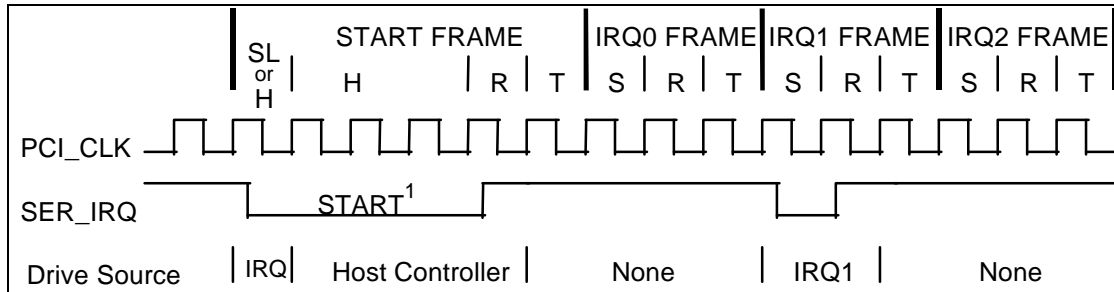 START FRAME IRQ0 FRAME IRQ1 FRAME IRQ2 FRAME
SL
or
H
H R T S R T S R T S R T
PCI_CLK
START1
SER_IRQ
Drive Source IRQ Host Controller None IRQ1 None